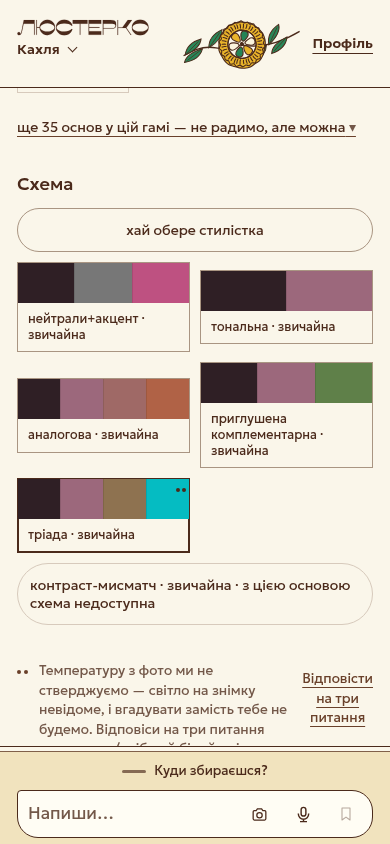 ЛЮСТЕРКО
Кахля
Профіль
ще 35 основ у цій гамі — не радимо, але можна ▾
Схема
хай обере стилістка
нейтрали+акцент ·
звичайна
тональна · звичайна
аналогова · звичайна
приглушена
комплементарна ·
звичайна
тріада · звичайна
контраст-мисматч · звичайна · з цією основою
схема недоступна
Температуру з фото ми не
стверджуємо — світло на знімку
невідоме, і вгадувати замість тебе не
будемо. Відповіси на три питання
Відповісти
на три
питання
Куди збираєшся?
Напиши...